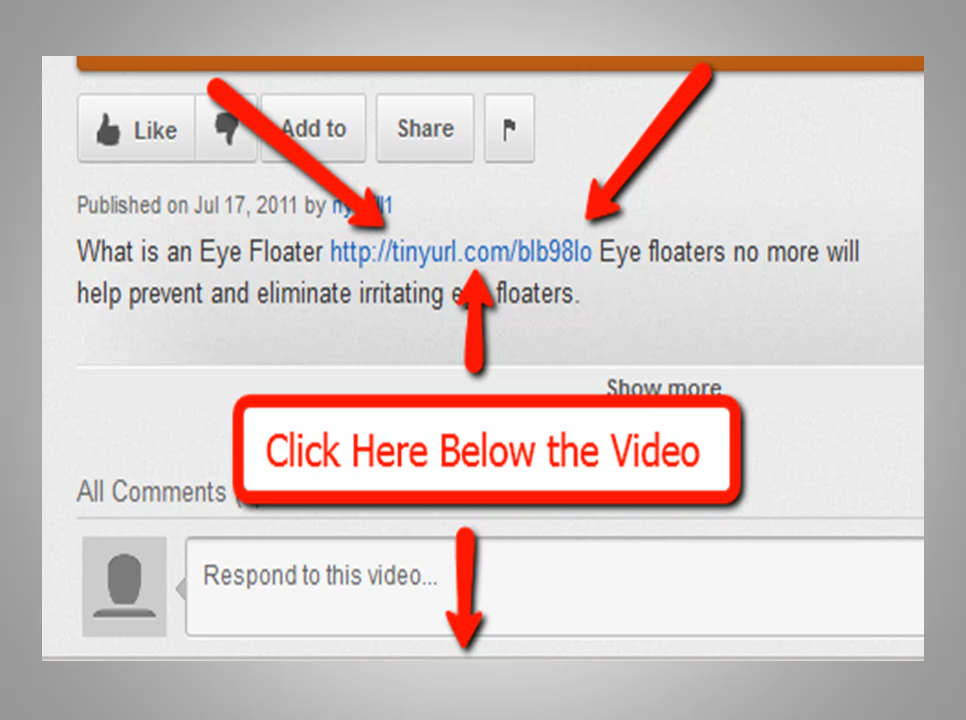 Like
Add to
Share
Published on Jul 17, 2011 by
What is an Eye Floater http://tinyurl.com/blb98lo Eye floaters no more will
help prevent and eliminate irritating floaters.
Show more
Click Here Below the Video
All Comments
Respond to this video...